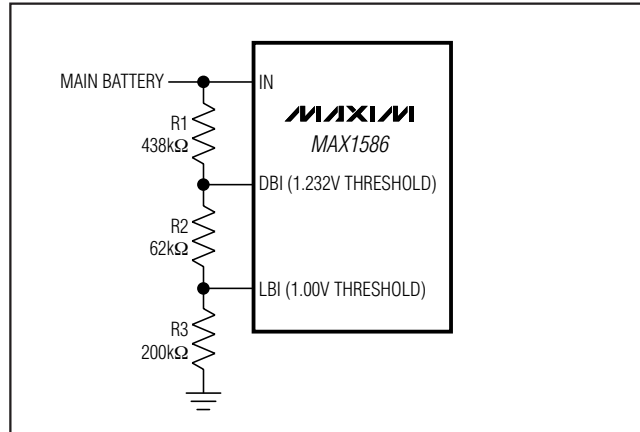 MAIN BATTERY
IN
MAXIM
MAX1586
R1
438kΩ
DBI (1.232V THRESHOLD)
R2
62kΩ
LBI (1.00V THRESHOLD)
R3
200kΩ